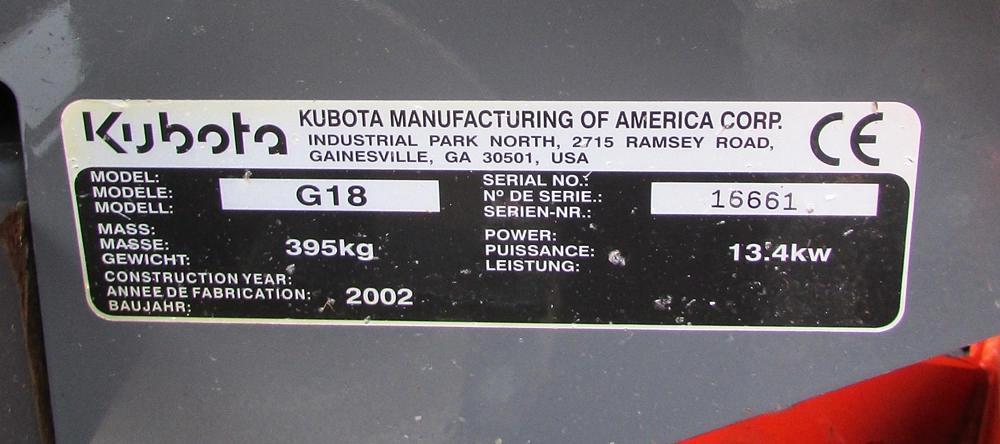 Kubota KUBOTA MANUFACTURING OF AMERICA CORP. CE
INDUSTRIAL PARK NORTH, 2715 RAMSEY ROAD,
GAINESVILLE, GA 30501, USA
MODEL:
MODELE: G18
MODELL:
SERIAL NO.:
Nº DE SERIE.: 16661
SERIEN-NR.:
MASS:
MASSE: 395kg
GEWICHT:
POWER:
PUISSANCE: 13.4kw
LEISTUNG:
CONSTRUCTION YEAR:
ANNEE DE FABRICATION: 2002
BAUJAHR: